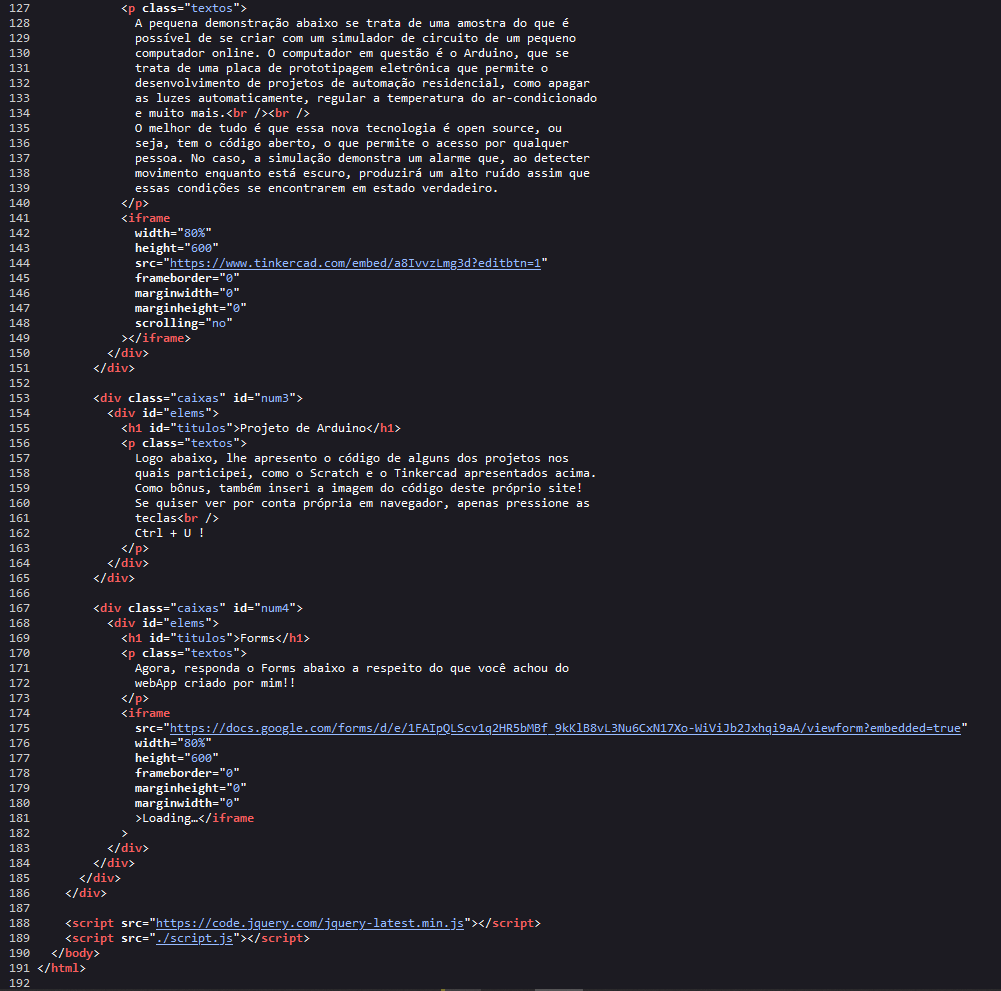 127 <p class="textos">
128 A pequena demonstração abaixo se trata de uma amostra do que é
129 possível de se criar com um simulador de circuito de um pequeno
130 computador online. O computador em questão é o Arduino, que se
131 trata de uma placa de prototipagem eletrônica que permite o
132 desenvolvimento de projetos de automação residencial, como apagar
133 as luzes automaticamente, regular a temperatura do ar-condicionado
134 e muito mais.<br /><br />
135 O melhor de tudo é que essa nova tecnologia é open source, ou
136 seja, tem o código aberto, o que permite o acesso por qualquer
137 pessoa. No caso, a simulação demonstra um alarme que, ao detecter
138 movimento enquanto está escuro, produzirá um alto ruído assim que
139 essas condições se encontrarem em estado verdadeiro.
140 </p>
141 <iframe
142 width="80%"
143 height="600"
144 src="https://www.tinkercad.com/embed/a8IvvzLmg3d?editbtn=1"
145 frameborder="0"
146 marginwidth="0"
147 marginheight="0"
148 scrolling="no"
149 ></iframe>
150 </div>
151 </div>
152
153 <div class="caixas" id="num3">
154 <div id="elems">
155 <h1 id="titulos">Projeto de Arduino</h1>
156 <p class="textos">
157 Logo abaixo, lhe apresento o código de alguns dos projetos nos
158 quais participei, como o Scratch e o Tinkercad apresentados acima.
159 Como bônus, também inseri a imagem do código deste próprio site!
160 Se quiser ver por conta própria em navegador, apenas pressione as
161 teclas<br />
162 Ctrl + U !
163 </p>
164 </div>
165 </div>
166
167 <div class="caixas" id="num4">
168 <div id="elems">
169 <h1 id="titulos">Forms</h1>
170 <p class="textos">
171 Agora, responda o Forms abaixo a respeito do que você achou do
172 webApp criado por mim!!
173 </p>
174 <iframe
175 src="https://docs.google.com/forms/d/e/1FAIpQLScv1q2HR5bMBf_9kKlB8vL3Nu6CxN17Xo-WiViJb2Jxhqi9aA/viewform?embedded=true"
176 width="80%"
177 height="600"
178 frameborder="0"
179 marginheight="0"
180 marginwidth="0"
181 >Loading…</iframe
182 >
183 </div>
184 </div>
185 </div>
186 </div>
187
188 <script src="https://code.jquery.com/jquery-latest.min.js"></script>
189 <script src="./script.js"></script>
190 </body>
191 </html>
192